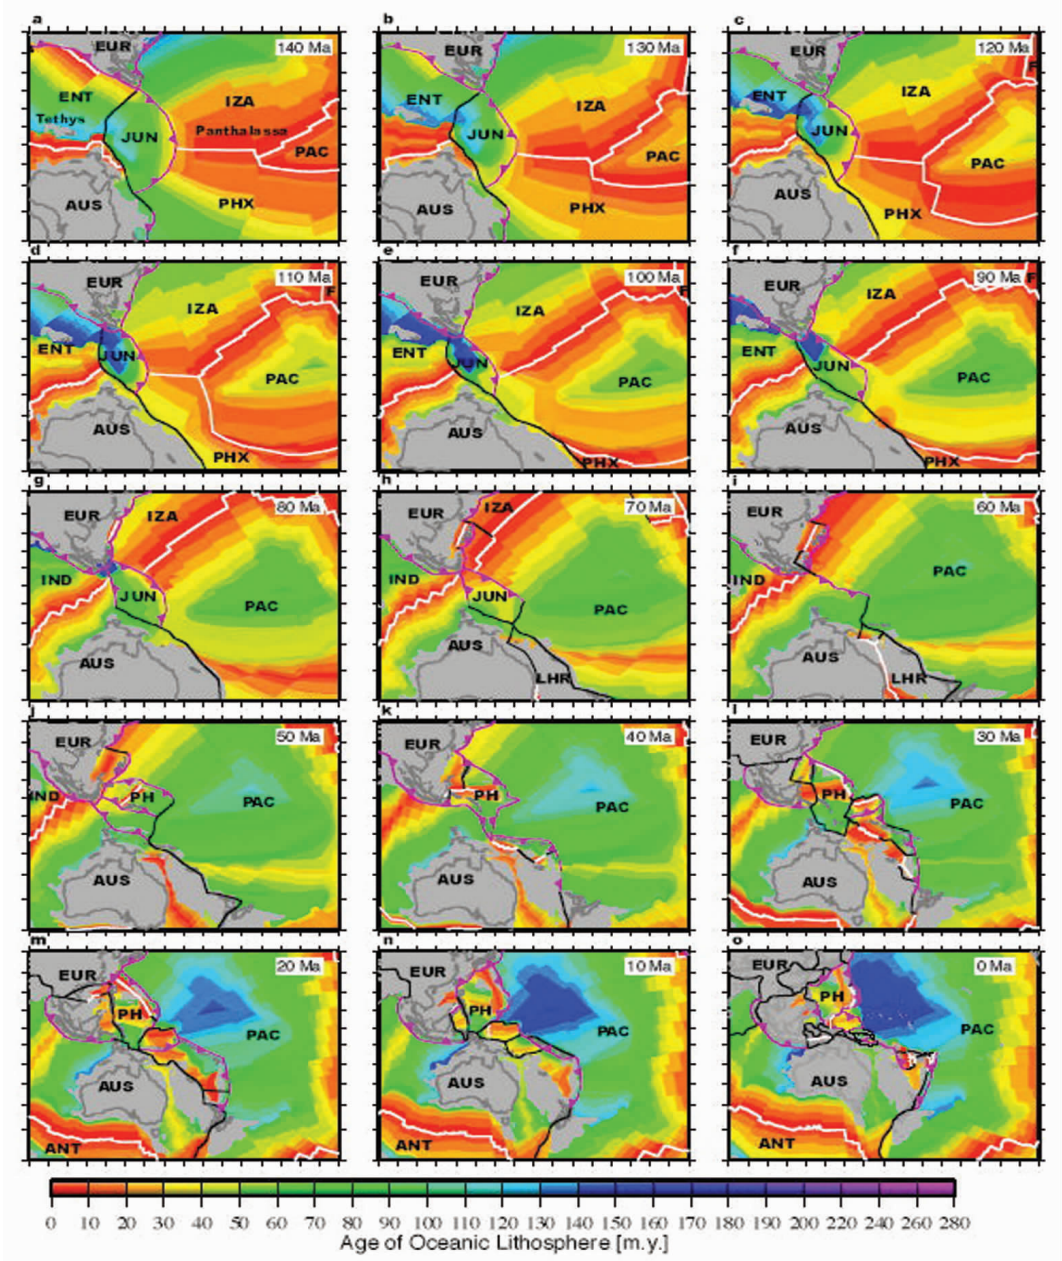 a b c
EUR 140 Ma EUR 130 Ma EUR 120 Ma
F
ENT IZA ENT IZA ENT IZA
Tethys JUN Panthalassa JUN JUN
PAC PAC PAC
AUS PHX AUS PHX AUS PHX
d e f
EUR 110 Ma EUR 100 Ma EUR 90 Ma
F F F
IZA IZA IZA
ENT JUN ENT JUN ENT JUN
PAC PAC PAC
AUS AUS AUS
PHX PHX PHX
g h i
EUR IZA 80 Ma EUR IZA 70 Ma EUR 60 Ma
IND JUN PAC IND JUN PAC IND PAC
AUS AUS LHR AUS LHR
j k l
EUR 50 Ma EUR 40 Ma EUR 30 Ma
IND PH PAC PH PAC PH PAC
AUS AUS AUS
m n o
EUR 20 Ma EUR 10 Ma EUR 0 Ma
PH PAC PH PAC PH PAC
AUS AUS AUS
ANT ANT ANT
0 10 20 30 40 50 60 70 80 90 100 110 120 130 140 150 160 170 180 190 200 220 240 260 280
Age of Oceanic Lithosphere [m.y.]